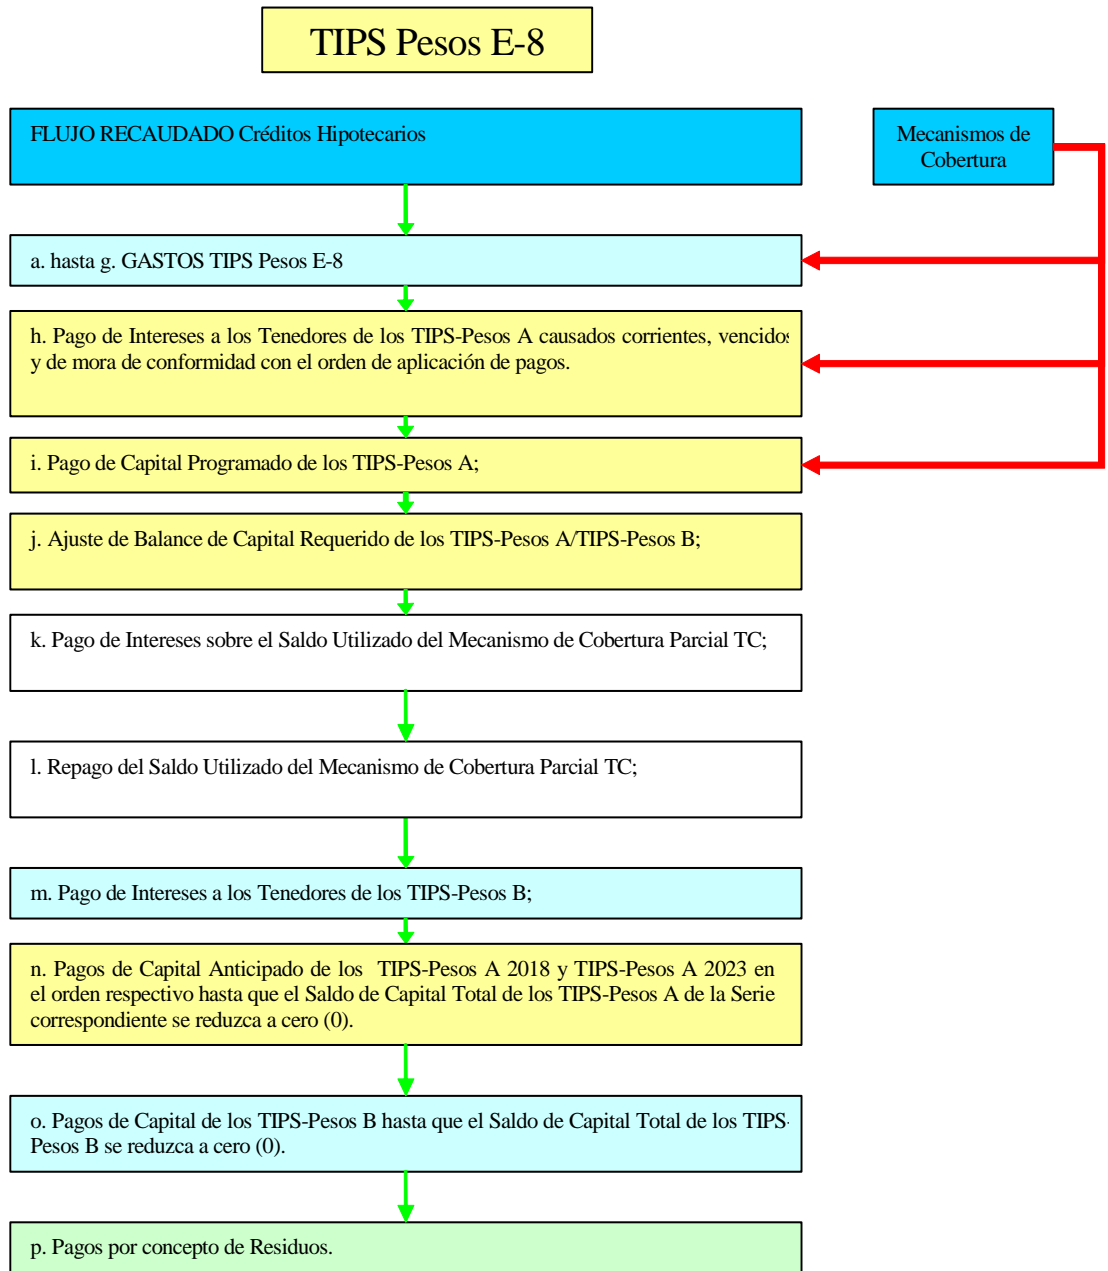 TIPS Pesos E-8
FLUJO RECAUDADO Créditos Hipotecarios
Mecanismos de
Cobertura
a. hasta g. GASTOS TIPS Pesos E-8
h. Pago de Intereses a los Tenedores de los TIPS-Pesos A causados corrientes, vencidos
y de mora de conformidad con el orden de aplicación de pagos.
i. Pago de Capital Programado de los TIPS-Pesos A;
j. Ajuste de Balance de Capital Requerido de los TIPS-Pesos A/TIPS-Pesos B;
k. Pago de Intereses sobre el Saldo Utilizado del Mecanismo de Cobertura Parcial TC;
l. Repago del Saldo Utilizado del Mecanismo de Cobertura Parcial TC;
m. Pago de Intereses a los Tenedores de los TIPS-Pesos B;
n. Pagos de Capital Anticipado de los TIPS-Pesos A 2018 y TIPS-Pesos A 2023 en
el orden respectivo hasta que el Saldo de Capital Total de los TIPS-Pesos A de la Serie
correspondiente se reduzca a cero (0).
o. Pagos de Capital de los TIPS-Pesos B hasta que el Saldo de Capital Total de los TIPS-
Pesos B se reduzca a cero (0).
p. Pagos por concepto de Residuos.